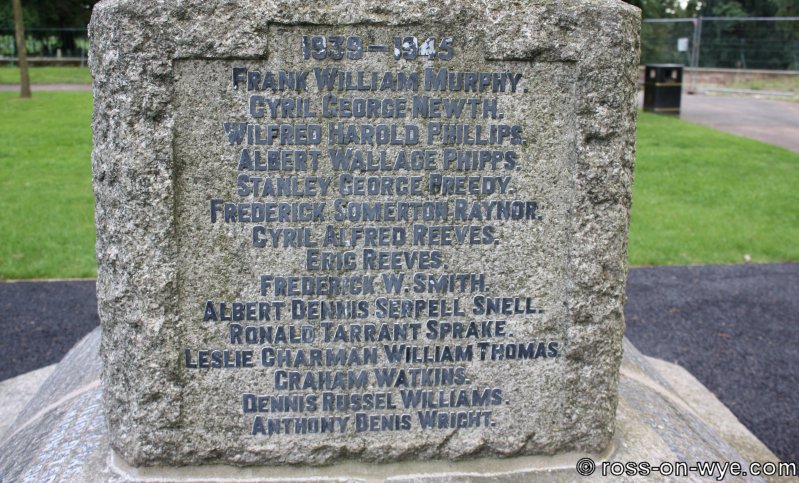 1939–1945
FRANK WILLIAM MURPHY.
CYRIL GEORGE NEWTH.
WILFRED HAROLD PHILLIPS.
ALBERT WALLACE PHIPPS.
STANLEY GEORGE PREEDY.
FREDERICK SOMERTON RAYNOR.
CYRIL ALFRED REEVES.
ERIC REEVES.
FREDERICK W. SMITH.
ALBERT DENNIS SERPELL SNELL.
RONALD TARRANT SPRAKE.
LESLIE CHARMAN WILLIAM THOMAS.
GRAHAM WATKINS.
DENNIS RUSSEL WILLIAMS.
ANTHONY DENIS WRIGHT.
© ross-on-wye.com